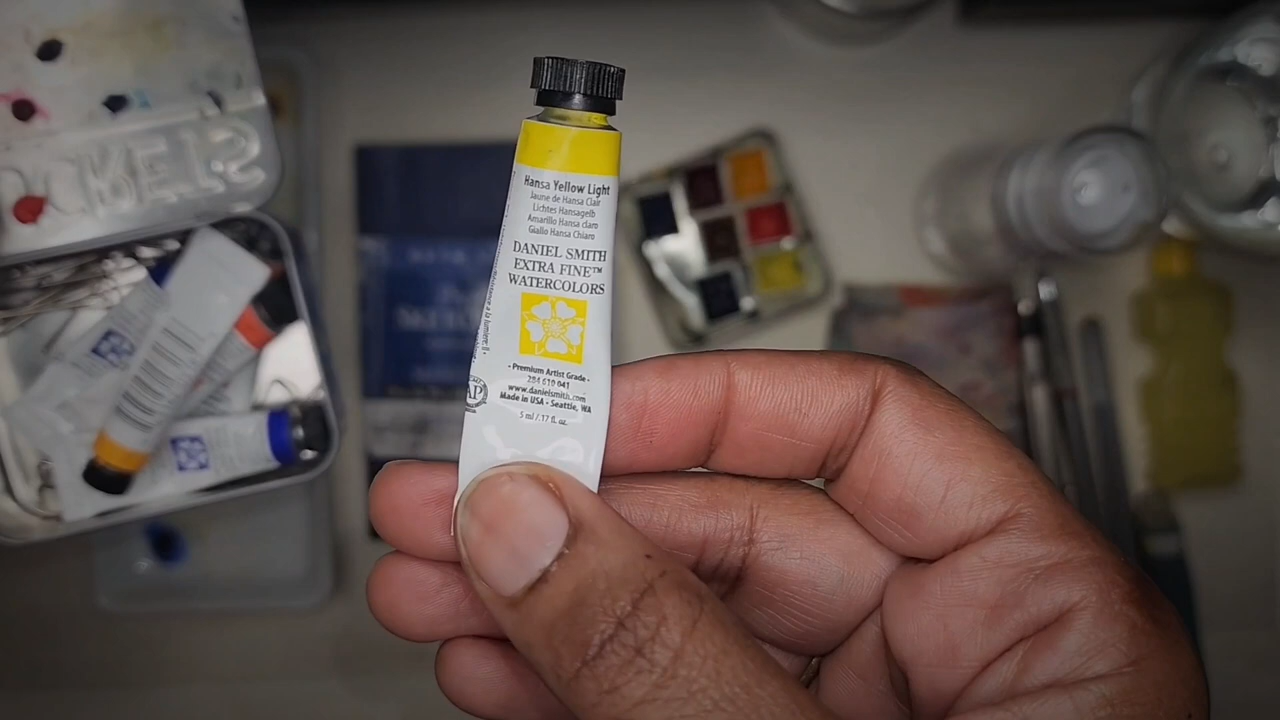 Hansa Yellow Light
Jaune de Hansa Clair
Lichtes Hansagelb
Amarillo Hansa claro
Giallo Hansa Chiaro
DANIEL SMITH
EXTRA FINE™
WATERCOLORS
• Premium Artist Grade •
284 610 041
www.danielsmith.com
Made in USA • Seattle, WA
5 ml/.17 fl. oz.
AP